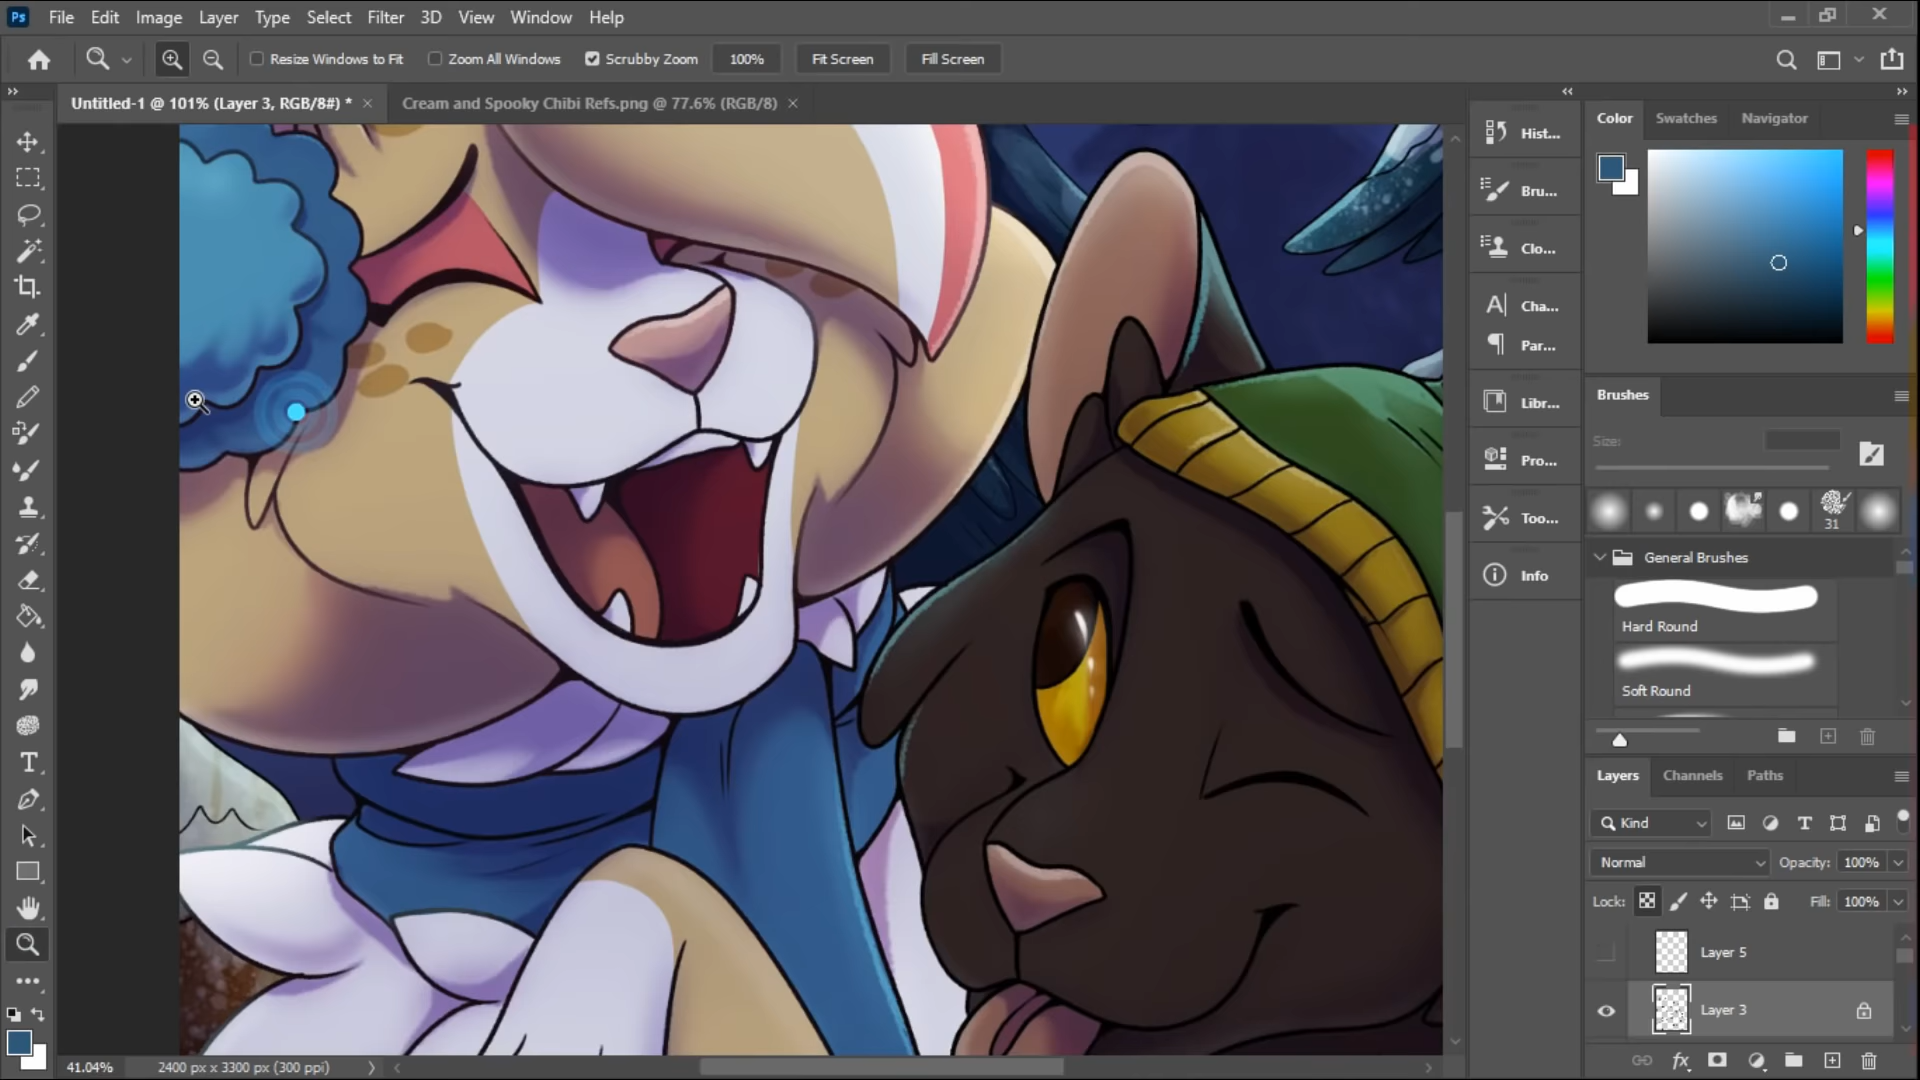 Ps File Edit Image Layer Type Select Filter 3D View Window Help
Resize Windows to Fit Zoom All Windows Scrubby Zoom 100% Fit Screen Fill Screen
Untitled-1 @ 101% (Layer 3, RGB/8#) * Cream and Spooky Chibi Refs.png @ 77.6% (RGB/8)
Hist...
Bru...
Clo...
Cha...
Par...
Libr...
Pro...
Too...
Info
Color Swatches Navigator
Brushes
Size:
31
General Brushes
Hard Round
Soft Round
Layers Channels Paths
Kind
Normal Opacity: 100%
Lock: Fill: 100%
Layer 5
Layer 3
fx
41.04% 2400 px x 3300 px (300 ppi)